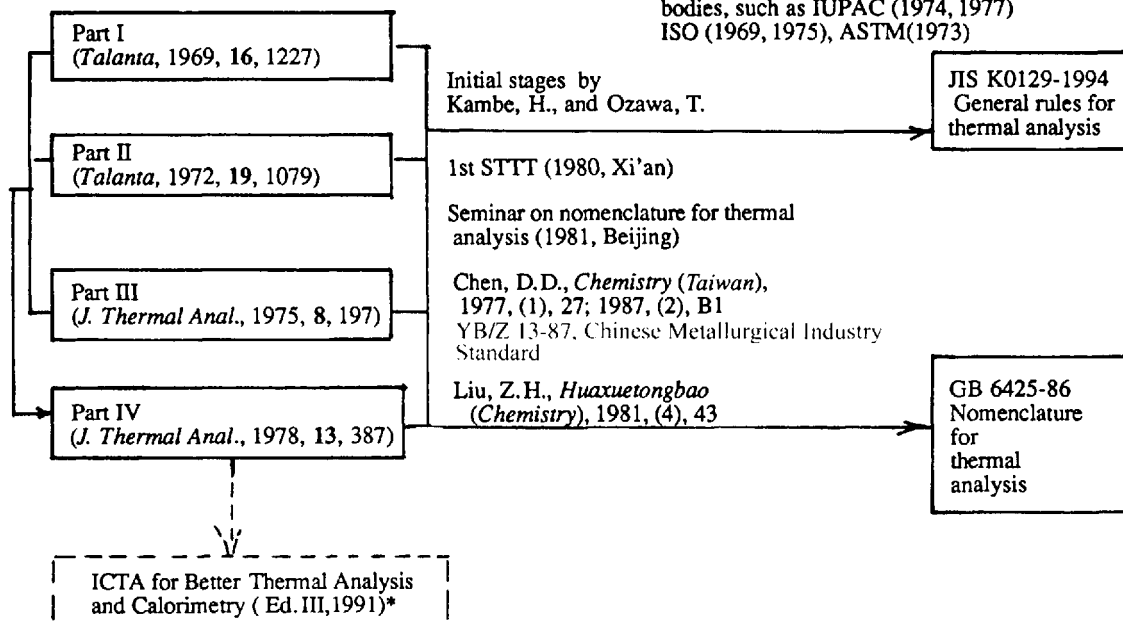 bodies, such as IUPAC (1974, 1977)
ISO (1969, 1975), ASTM(1973)
Part I
(Talanta, 1969, 16, 1227)
Initial stages by
Kambe, H., and Ozawa, T.
JIS K0129-1994
General rules for
thermal analysis
Part II
(Talanta, 1972, 19, 1079)
1st STTT (1980, Xi'an)
Seminar on nomenclature for thermal
analysis (1981, Beijing)
Part III
(J. Thermal Anal., 1975, 8, 197)
Chen, D.D., Chemistry (Taiwan),
1977, (1), 27; 1987, (2), B1
YB/Z 13-87, Chinese Metallurgical Industry
Standard
Part IV
(J. Thermal Anal., 1978, 13, 387)
Liu, Z.H., Huaxuetongbao
(Chemistry), 1981, (4), 43
GB 6425-86
Nomenclature
for
thermal
analysis
ICTA for Better Thermal Analysis
and Calorimetry ( Ed. III,1991)*